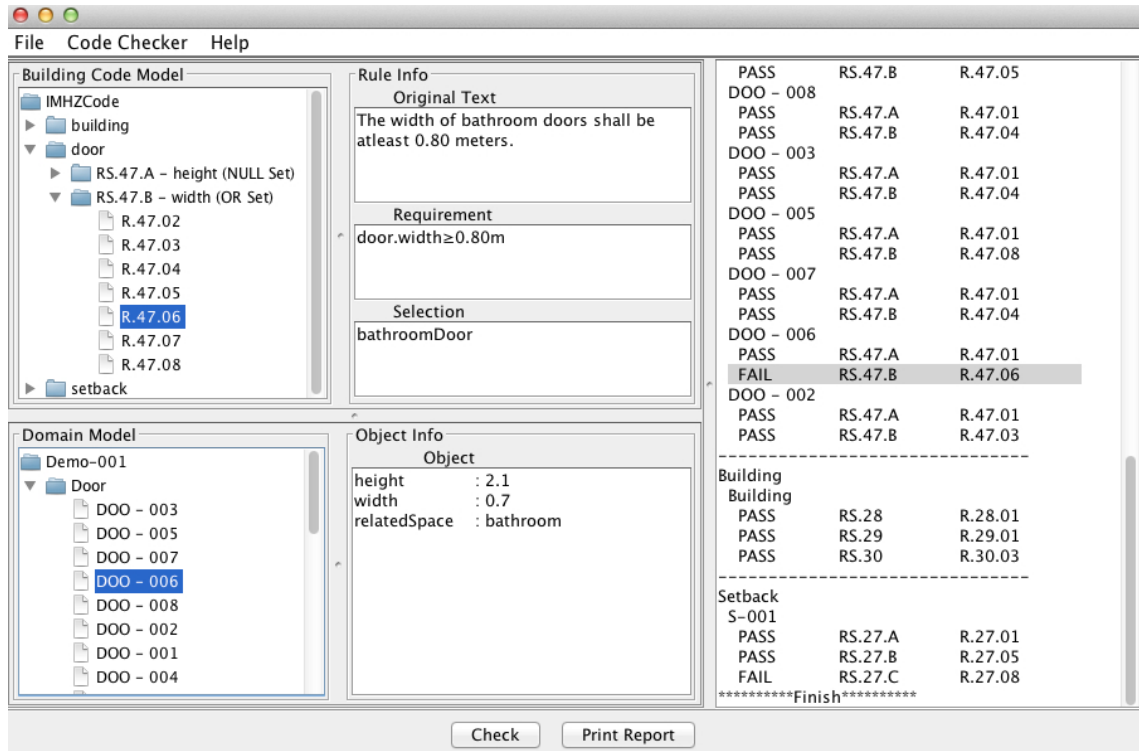 File Code Checker Help
Building Code Model
IMHZCode
building
door
RS.47.A – height (NULL Set)
RS.47.B – width (OR Set)
R.47.02
R.47.03
R.47.04
R.47.05
R.47.06
R.47.07
R.47.08
setback
Rule Info
Original Text
The width of bathroom doors shall be
atleast 0.80 meters.
Requirement
door.width≥0.80m
Selection
bathroomDoor
Domain Model
Demo-001
Door
DOO – 003
DOO – 005
DOO – 007
DOO – 006
DOO – 008
DOO – 002
DOO – 001
DOO – 004
Object Info
Object
height : 2.1
width : 0.7
relatedSpace : bathroom
PASS RS.47.B R.47.05
DOO – 008
PASS RS.47.A R.47.01
PASS RS.47.B R.47.04
DOO – 003
PASS RS.47.A R.47.01
PASS RS.47.B R.47.04
DOO – 005
PASS RS.47.A R.47.01
PASS RS.47.B R.47.08
DOO – 007
PASS RS.47.A R.47.01
PASS RS.47.B R.47.04
DOO – 006
PASS RS.47.A R.47.01
FAIL RS.47.B R.47.06
DOO – 002
PASS RS.47.A R.47.01
PASS RS.47.B R.47.03
--------------------------------
Building
Building
PASS RS.28 R.28.01
PASS RS.29 R.29.01
PASS RS.30 R.30.03
--------------------------------
Setback
S-001
PASS RS.27.A R.27.01
PASS RS.27.B R.27.05
FAIL RS.27.C R.27.08
**********Finish**********
Check
Print Report